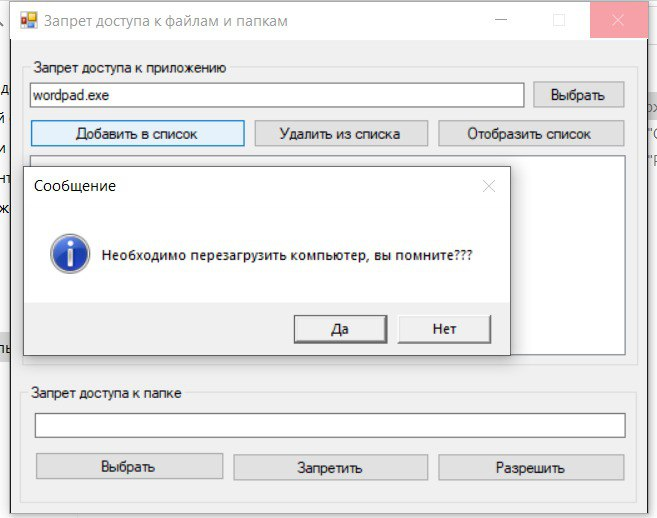 Запрет доступа к файлам и папкам
Запрет доступа к приложению
wordpad.exe
Выбрать
Добавить в список
Удалить из списка
Отобразить список
Сообщение
Необходимо перезагрузить компьютер, вы помните???
Да
Нет
Запрет доступа к папке
Выбрать
Запретить
Разрешить